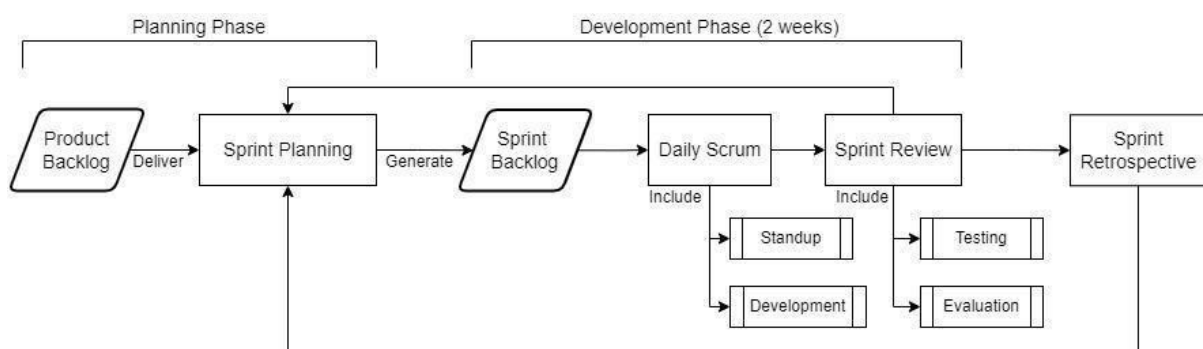 Planning Phase
Development Phase (2 weeks)
Product
Backlog
Deliver
Sprint Planning
Generate
Sprint
Backlog
Daily Scrum
Sprint Review
Sprint
Retrospective
Include
Include
Standup
Testing
Development
Evaluation